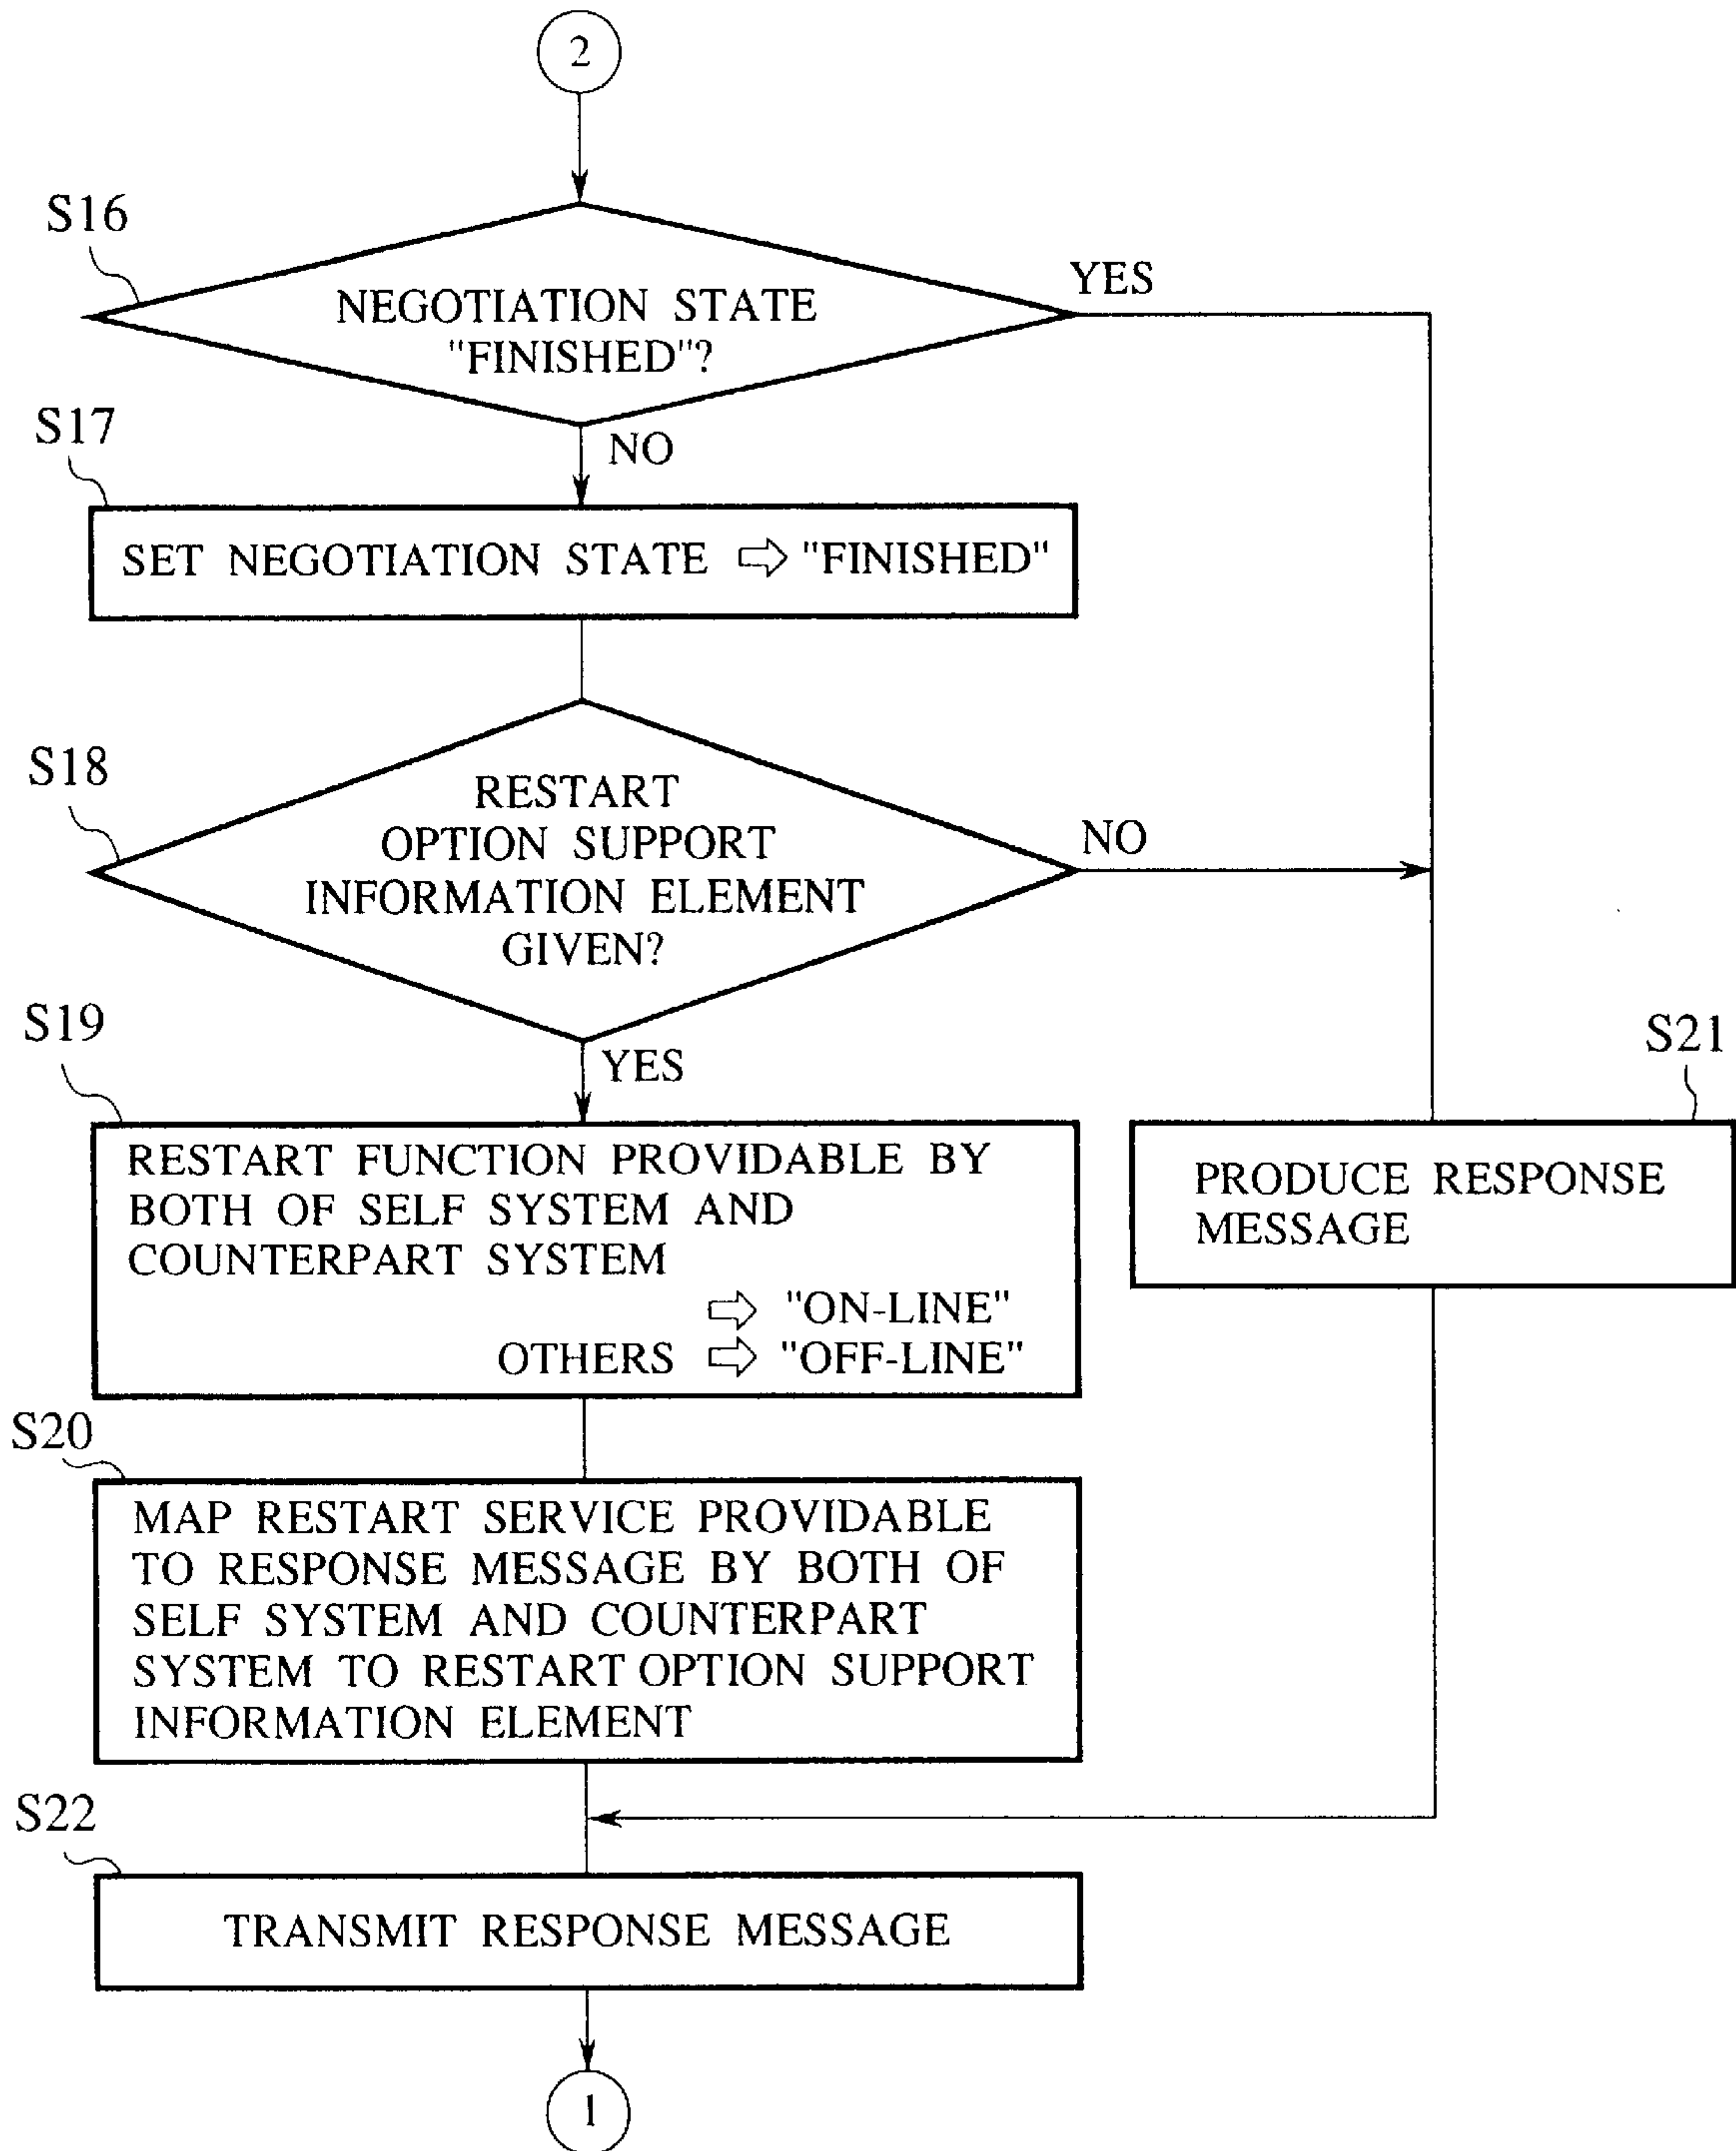 2
S16
NEGOTIATION STATE
"FINISHED"?
YES
S17
NO
SET NEGOTIATION STATE ⇨ "FINISHED"
S18
RESTART
OPTION SUPPORT
INFORMATION ELEMENT
GIVEN?
NO
S19
YES
RESTART FUNCTION PROVIDABLE BY
BOTH OF SELF SYSTEM AND
COUNTERPART SYSTEM
⇨ "ON-LINE"
OTHERS ⇨ "OFF-LINE"
S21
PRODUCE RESPONSE
MESSAGE
S20
MAP RESTART SERVICE PROVIDABLE
TO RESPONSE MESSAGE BY BOTH OF
SELF SYSTEM AND COUNTERPART
SYSTEM TO RESTART OPTION SUPPORT
INFORMATION ELEMENT
S22
TRANSMIT RESPONSE MESSAGE
1